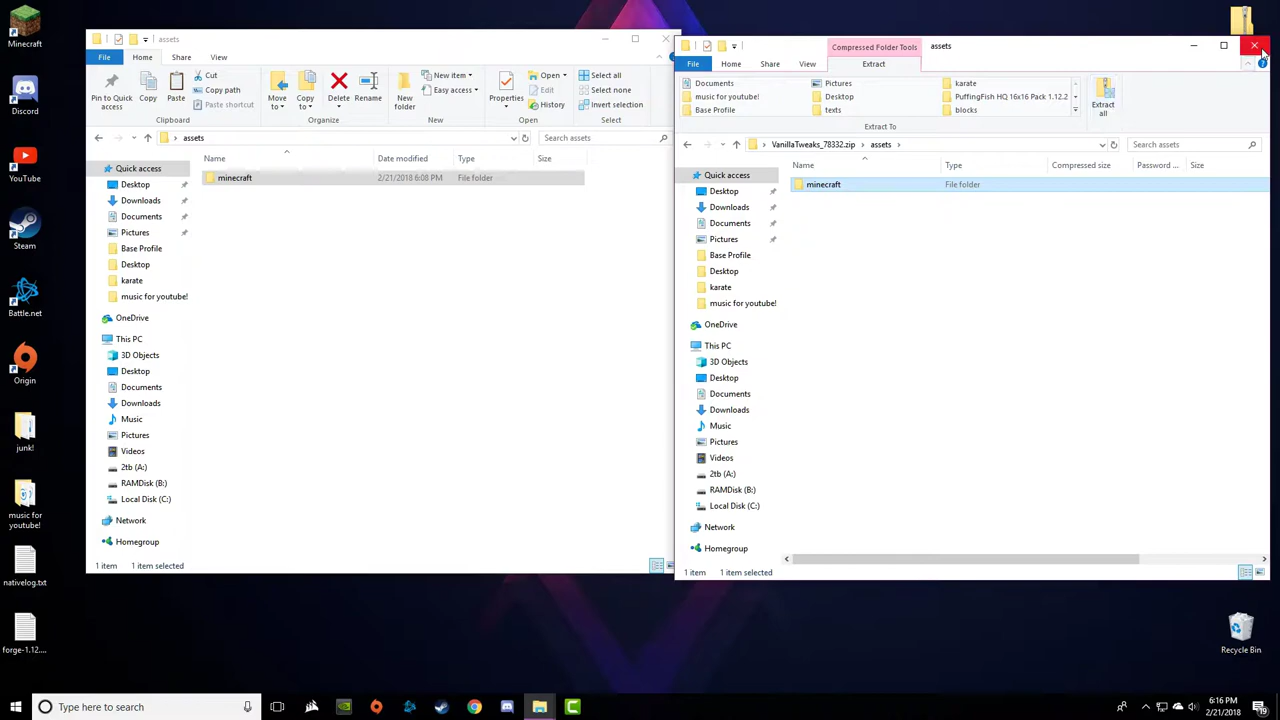 Minecraft
Discord
YouTube
Steam
Battle.net
Origin
junk!
music for
youtube!
nativelog.txt
forge-1.12....
assets
File
Home
Share
View
Pin to Quick
access
Copy
Paste
Cut
Copy path
Paste shortcut
Clipboard
Move
to
Copy
to
Delete
Rename
Organize
New
folder
New item
Easy access
New
Properties
Open
Edit
History
Open
Select all
Select none
Invert selection
Select
assets
Search assets
Name
Date modified
Type
Size
minecraft
2/21/2018 6:08 PM
File folder
Quick access
Desktop
Downloads
Documents
Pictures
Base Profile
Desktop
karate
music for youtube!
OneDrive
This PC
3D Objects
Desktop
Documents
Downloads
Music
Pictures
Videos
2tb (A:)
RAMDisk (B:)
Local Disk (C:)
Network
Homegroup
1 item
1 item selected
Compressed Folder Tools
assets
File
Home
Share
View
Extract
Documents
music for youtube!
Base Profile
Pictures
Desktop
texts
karate
PuffingFish HQ 16x16 Pack 1.12.2
blocks
Extract To
Extract
all
VanillaTweaks_78332.zip
assets
Search assets
Name
Type
Compressed size
Password ...
Size
minecraft
File folder
Quick access
Desktop
Downloads
Documents
Pictures
Base Profile
Desktop
karate
music for youtube!
OneDrive
This PC
3D Objects
Desktop
Documents
Downloads
Music
Pictures
Videos
2tb (A:)
RAMDisk (B:)
Local Disk (C:)
Network
Homegroup
1 item
1 item selected
Recycle Bin
Type here to search
6:16 PM
2/21/2018
19